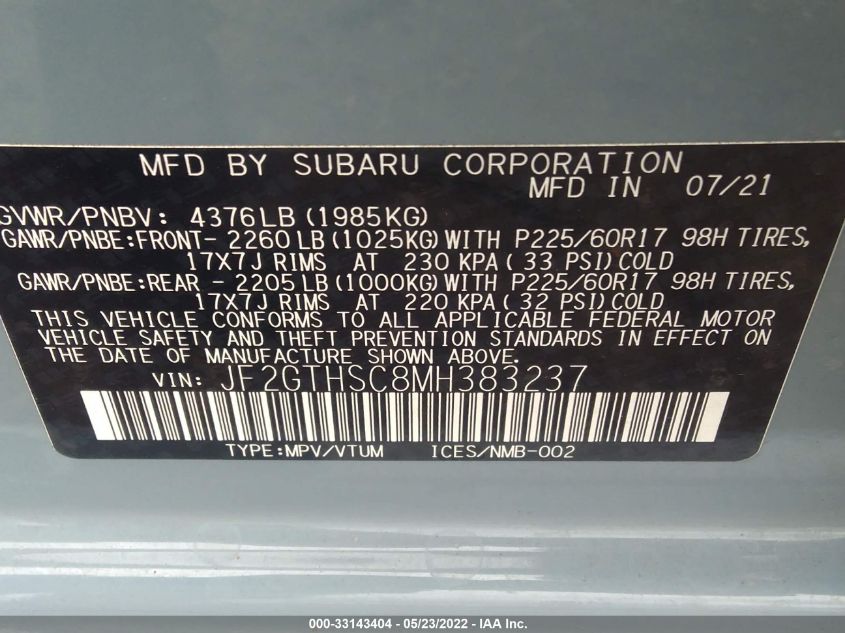 MFD BY SUBARU CORPORATION
MFD IN 07/21
GVWR/PNBV: 4376LB (1985KG)
GAWR/PNBE:FRONT- 2260LB (1025KG) WITH P225/60R17 98H TIRES,
17X7J RIMS AT 230 KPA ( 33 PSI) COLD
GAWR/PNBE:REAR - 2205LB (1000KG) WITH P225/60R17 98H TIRES,
17X7J RIMS AT 220 KPA ( 32 PSI) COLD
THIS VEHICLE CONFORMS TO ALL APPLICABLE FEDERAL MOTOR
VEHICLE SAFETY AND THEFT PREVENTION STANDARDS IN EFFECT ON
THE DATE OF MANUFACTURE SHOWN ABOVE.
VIN: JF2GTHSC8MH383237
TYPE:MPV/VTUM ICES/NMB-002
000-33143404 - 05/23/2022 - IAA Inc.